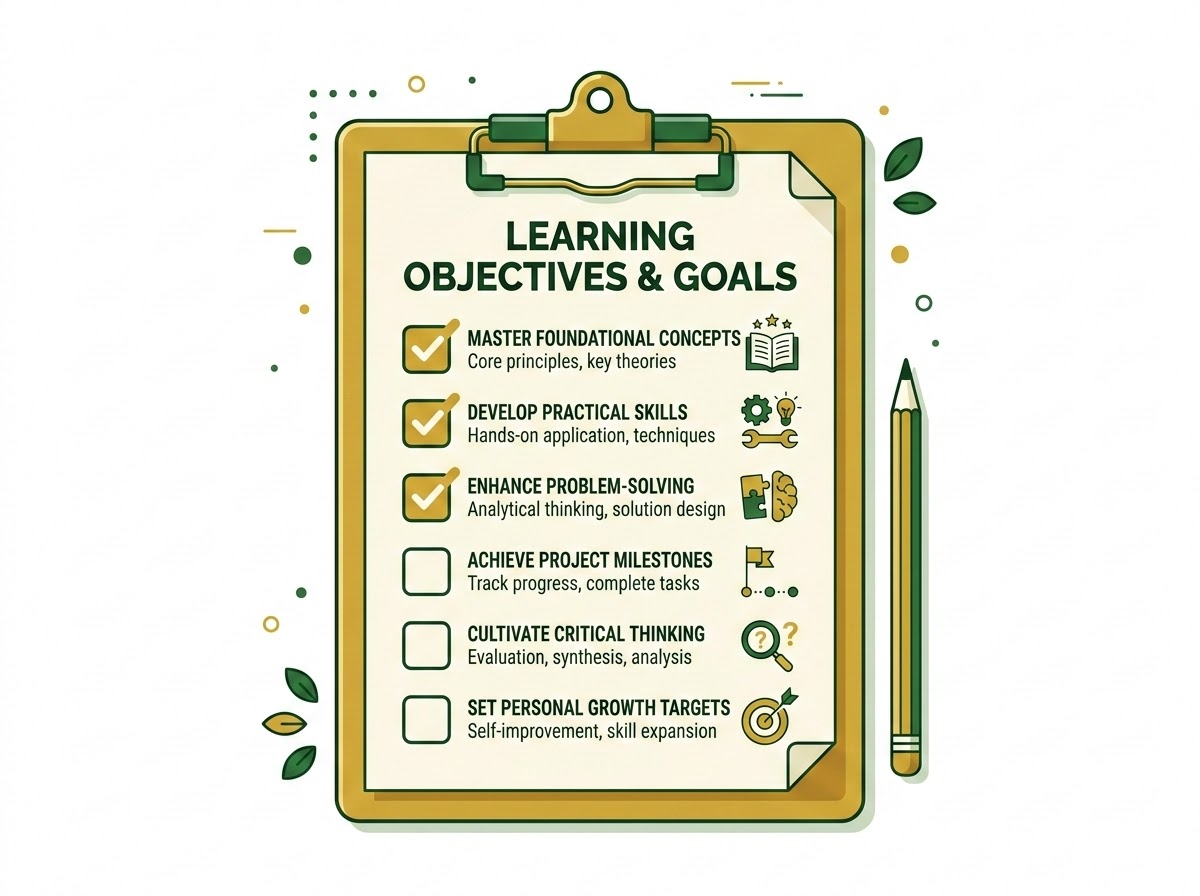 LEARNING
OBJECTIVES & GOALS
MASTER FOUNDATIONAL CONCEPTS
Core principles, key theories
DEVELOP PRACTICAL SKILLS
Hands-on application, techniques
ENHANCE PROBLEM-SOLVING
Analytical thinking, solution design
ACHIEVE PROJECT MILESTONES
Track progress, complete tasks
CULTIVATE CRITICAL THINKING
? ?
Evaluation, synthesis, analysis
SET PERSONAL GROWTH TARGETS
Self-improvement, skill expansion